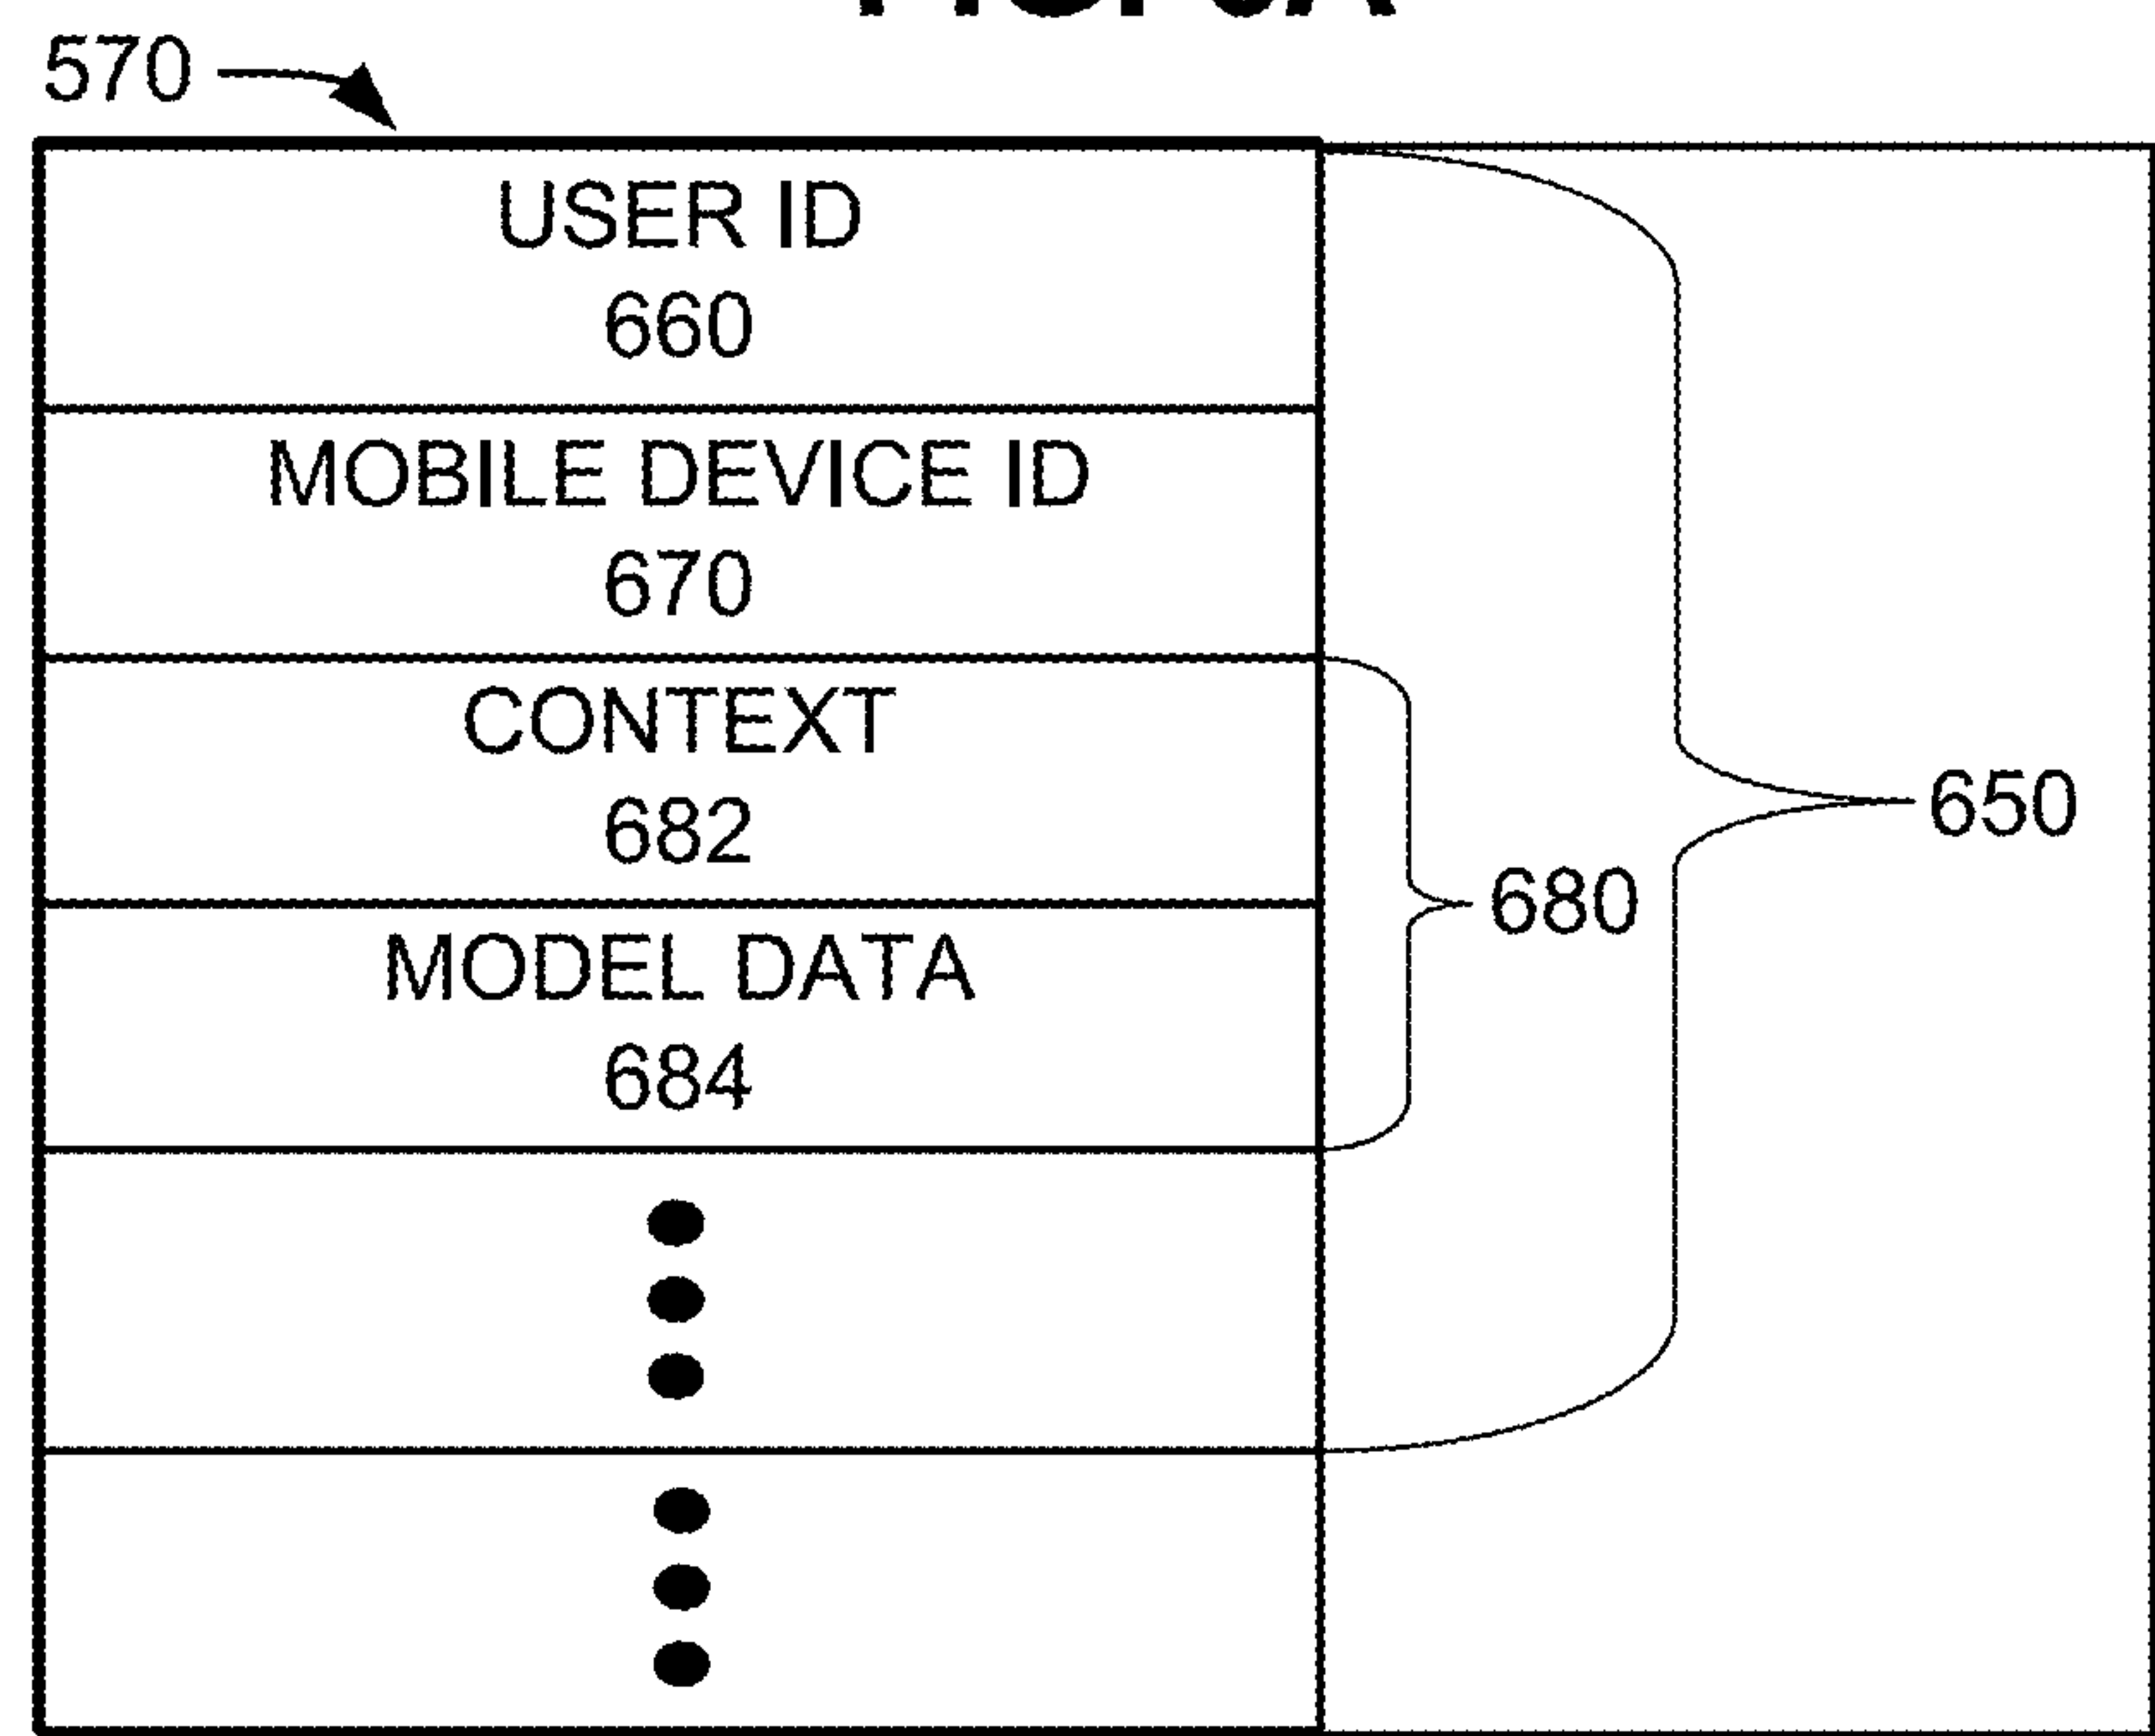 570
USER ID
660
MOBILE DEVICE ID
670
CONTEXT
682
650
680
MODEL DATA
684